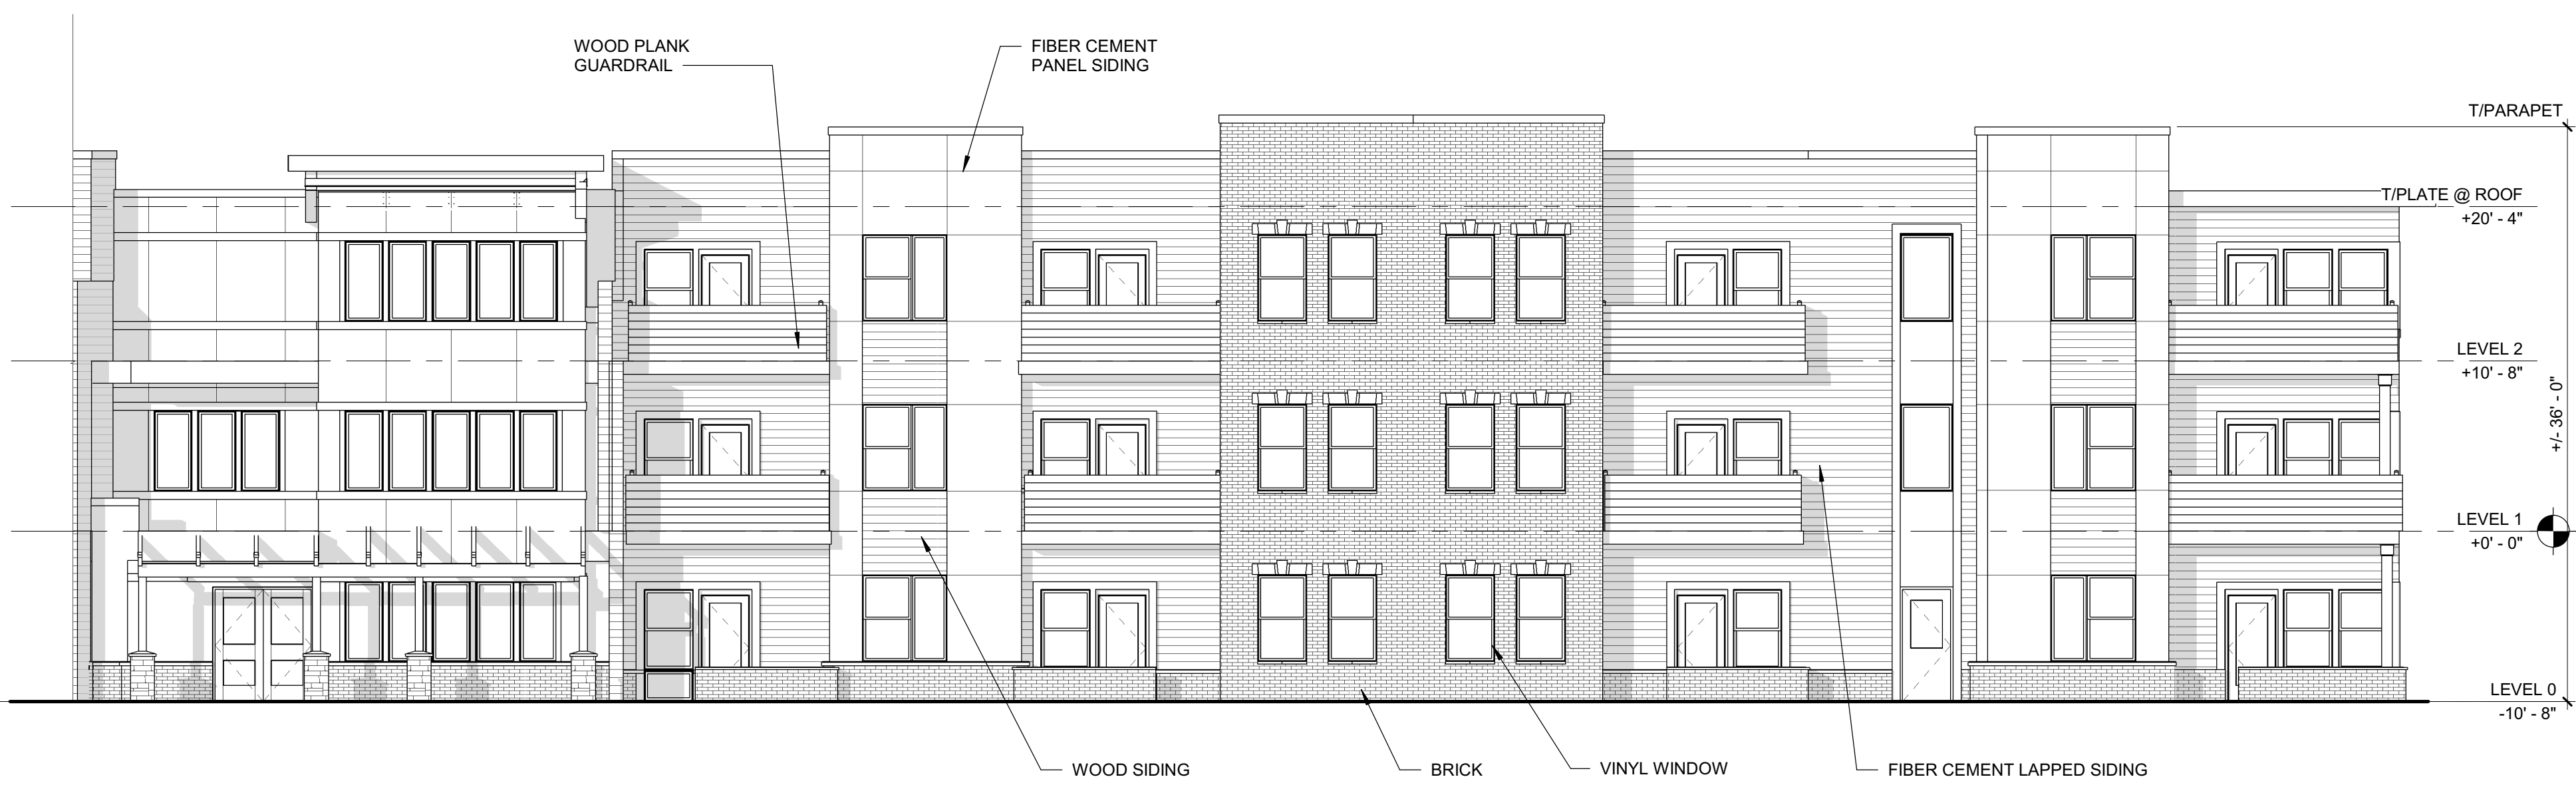 WOOD PLANK
GUARDRAIL
FIBER CEMENT
PANEL SIDING
T/PARAPET
T/PLATE @ ROOF
+20' - 4"
LEVEL 2
+10' - 8"
+/- 36' - 0"
LEVEL 1
+0' - 0"
LEVEL 0
-10' - 8"
WOOD SIDING
BRICK
VINYL WINDOW
FIBER CEMENT LAPPED SIDING